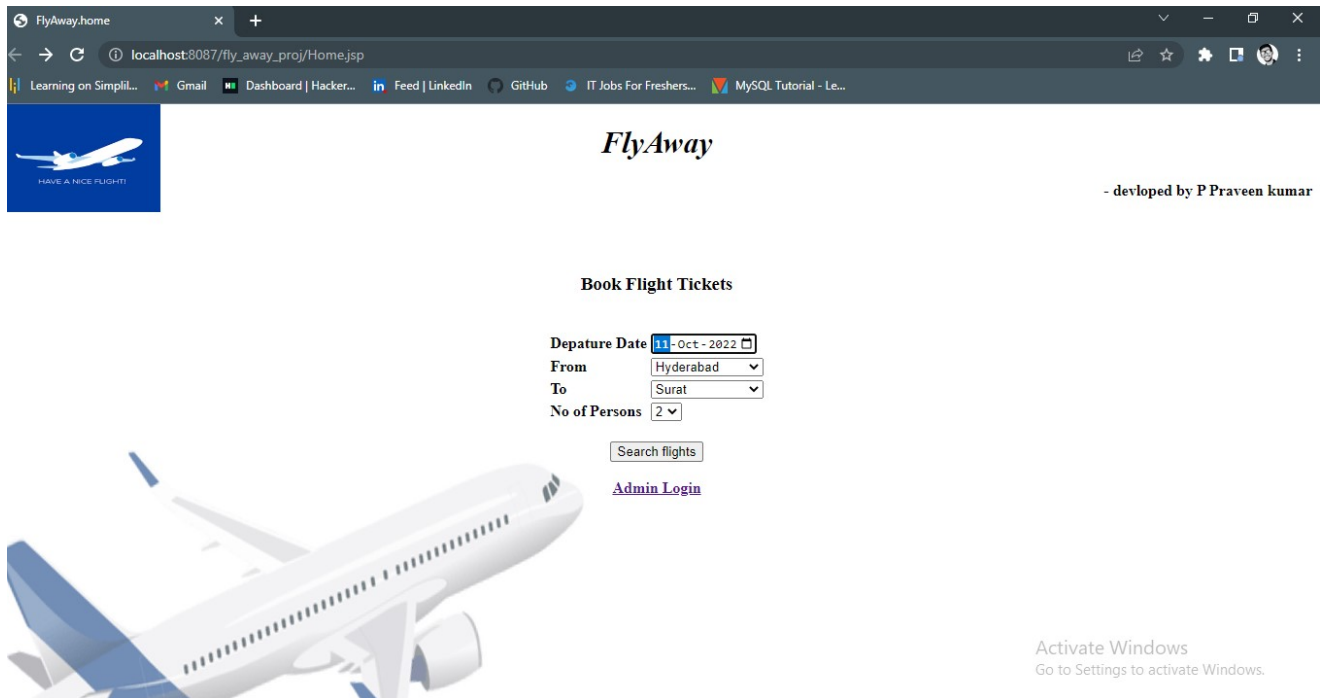 FlyAway.home
localhost:8087/fly_away_proj/Home.jsp
Learning on Simplil... Gmail Dashboard | Hacker... Feed | LinkedIn GitHub IT Jobs For Freshers... MySQL Tutorial - Le...
HAVE A NICE FLIGHT!
FlyAway
- devloped by P Praveen kumar
Book Flight Tickets
Depature Date 11-Oct-2022
From Hyderabad
To Surat
No of Persons 2
Search flights
Admin Login
Activate Windows
Go to Settings to activate Windows.